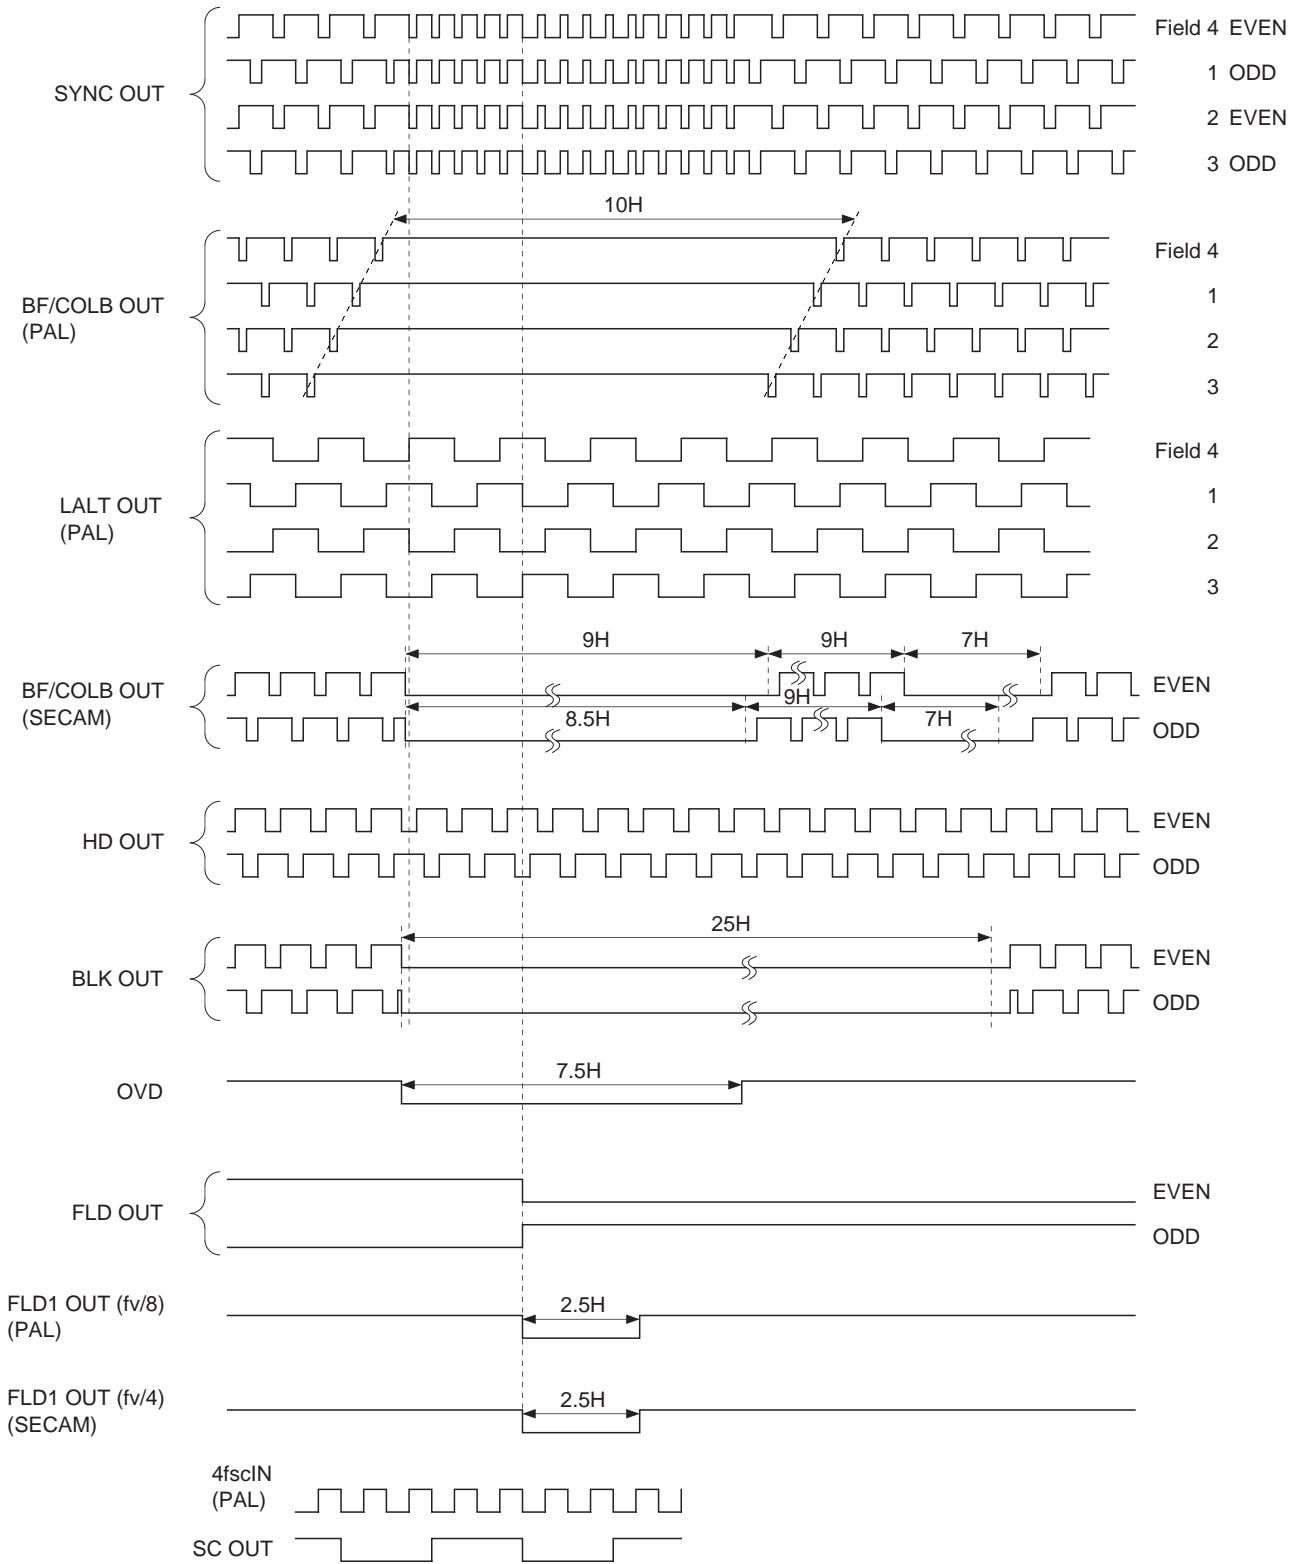 SYNC OUT
Field 4 EVEN
1 ODD
2 EVEN
3 ODD
10H
BF/COLB OUT
(PAL)
Field 4
1
2
3
LALT OUT
(PAL)
Field 4
1
2
3
9H 9H 7H
BF/COLB OUT
(SECAM)
EVEN
9H
8.5H 7H
ODD
HD OUT
EVEN
ODD
25H
BLK OUT
EVEN
ODD
7.5H
OVD
FLD OUT
EVEN
ODD
FLD1 OUT (fv/8)
(PAL)
2.5H
FLD1 OUT (fv/4)
(SECAM)
2.5H
4fscIN
(PAL)
SC OUT